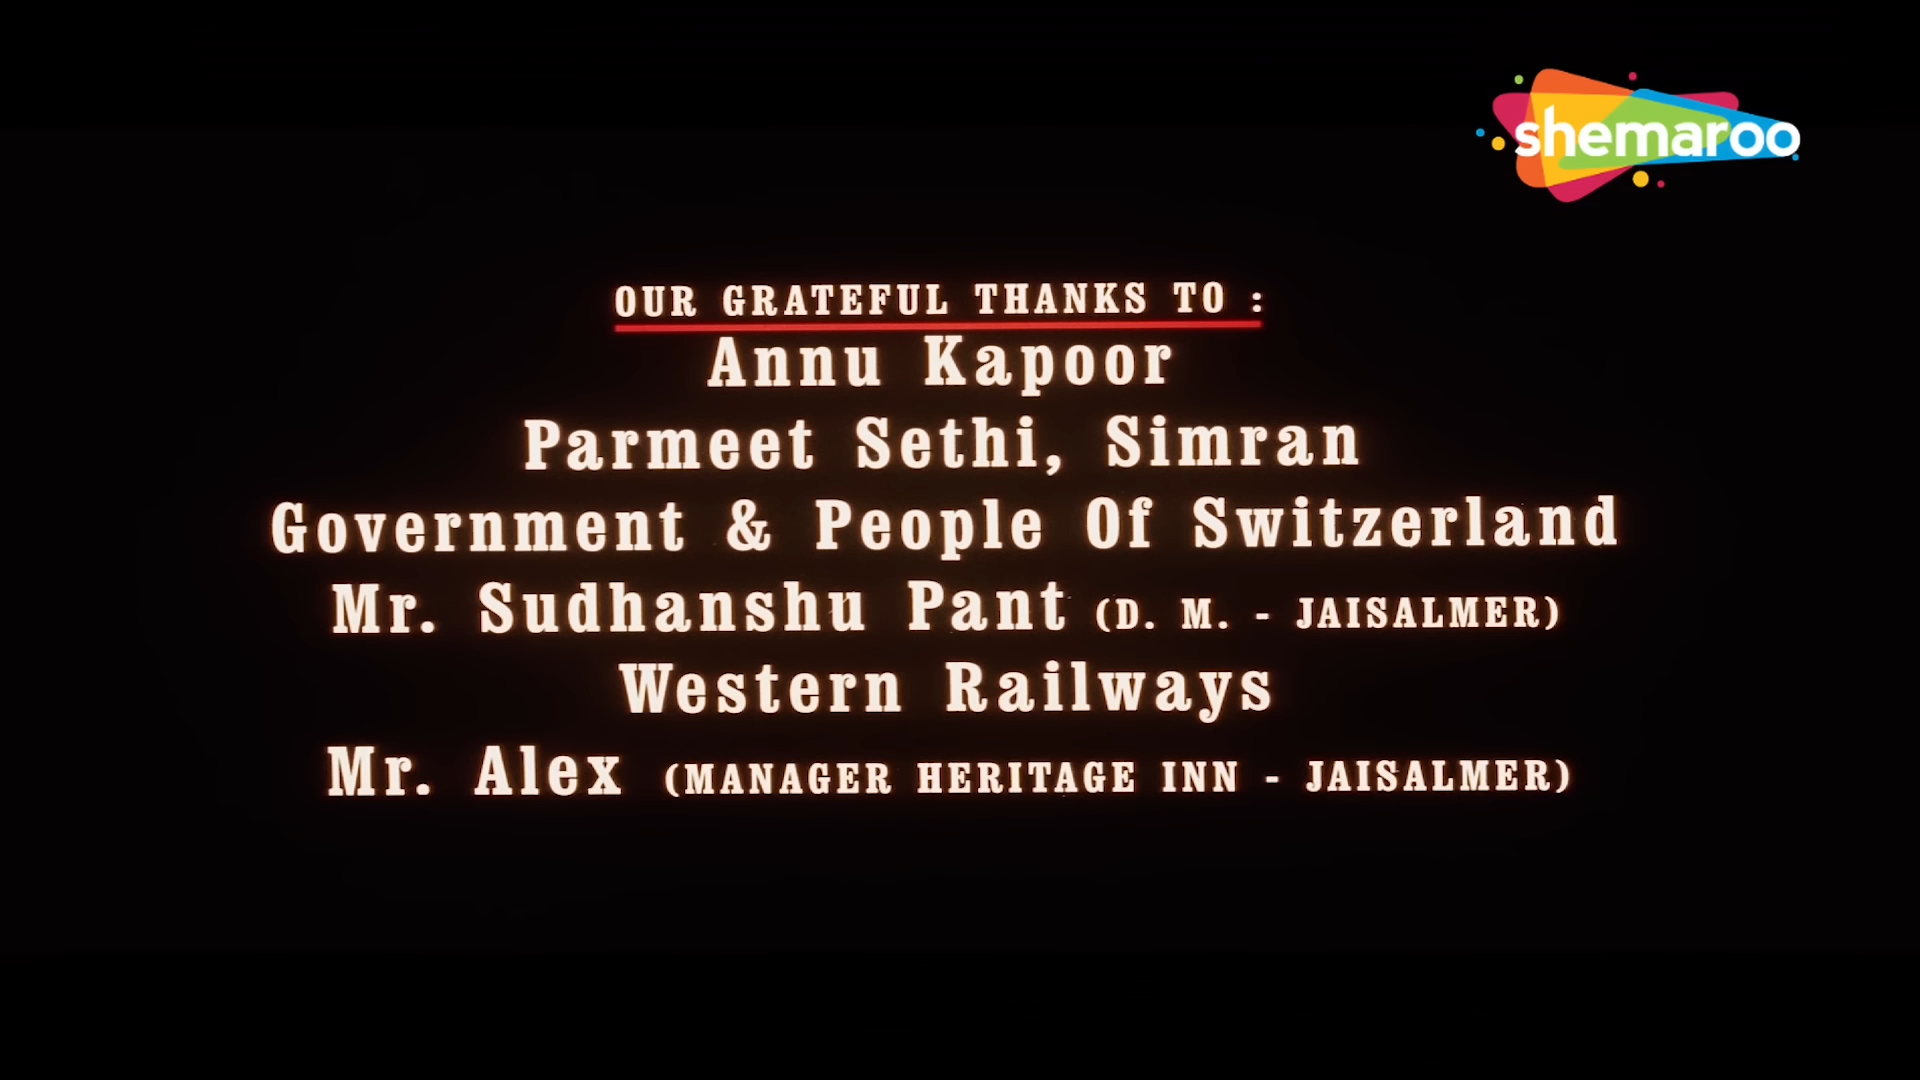 shemaroo
OUR GRATEFUL THANKS TO :
Annu Kapoor
Parmeet Sethi, Simran
Government & People Of Switzerland
Mr. Sudhanshu Pant (D. M. - JAISALMER)
Western Railways
Mr. Alex (MANAGER HERITAGE INN - JAISALMER)